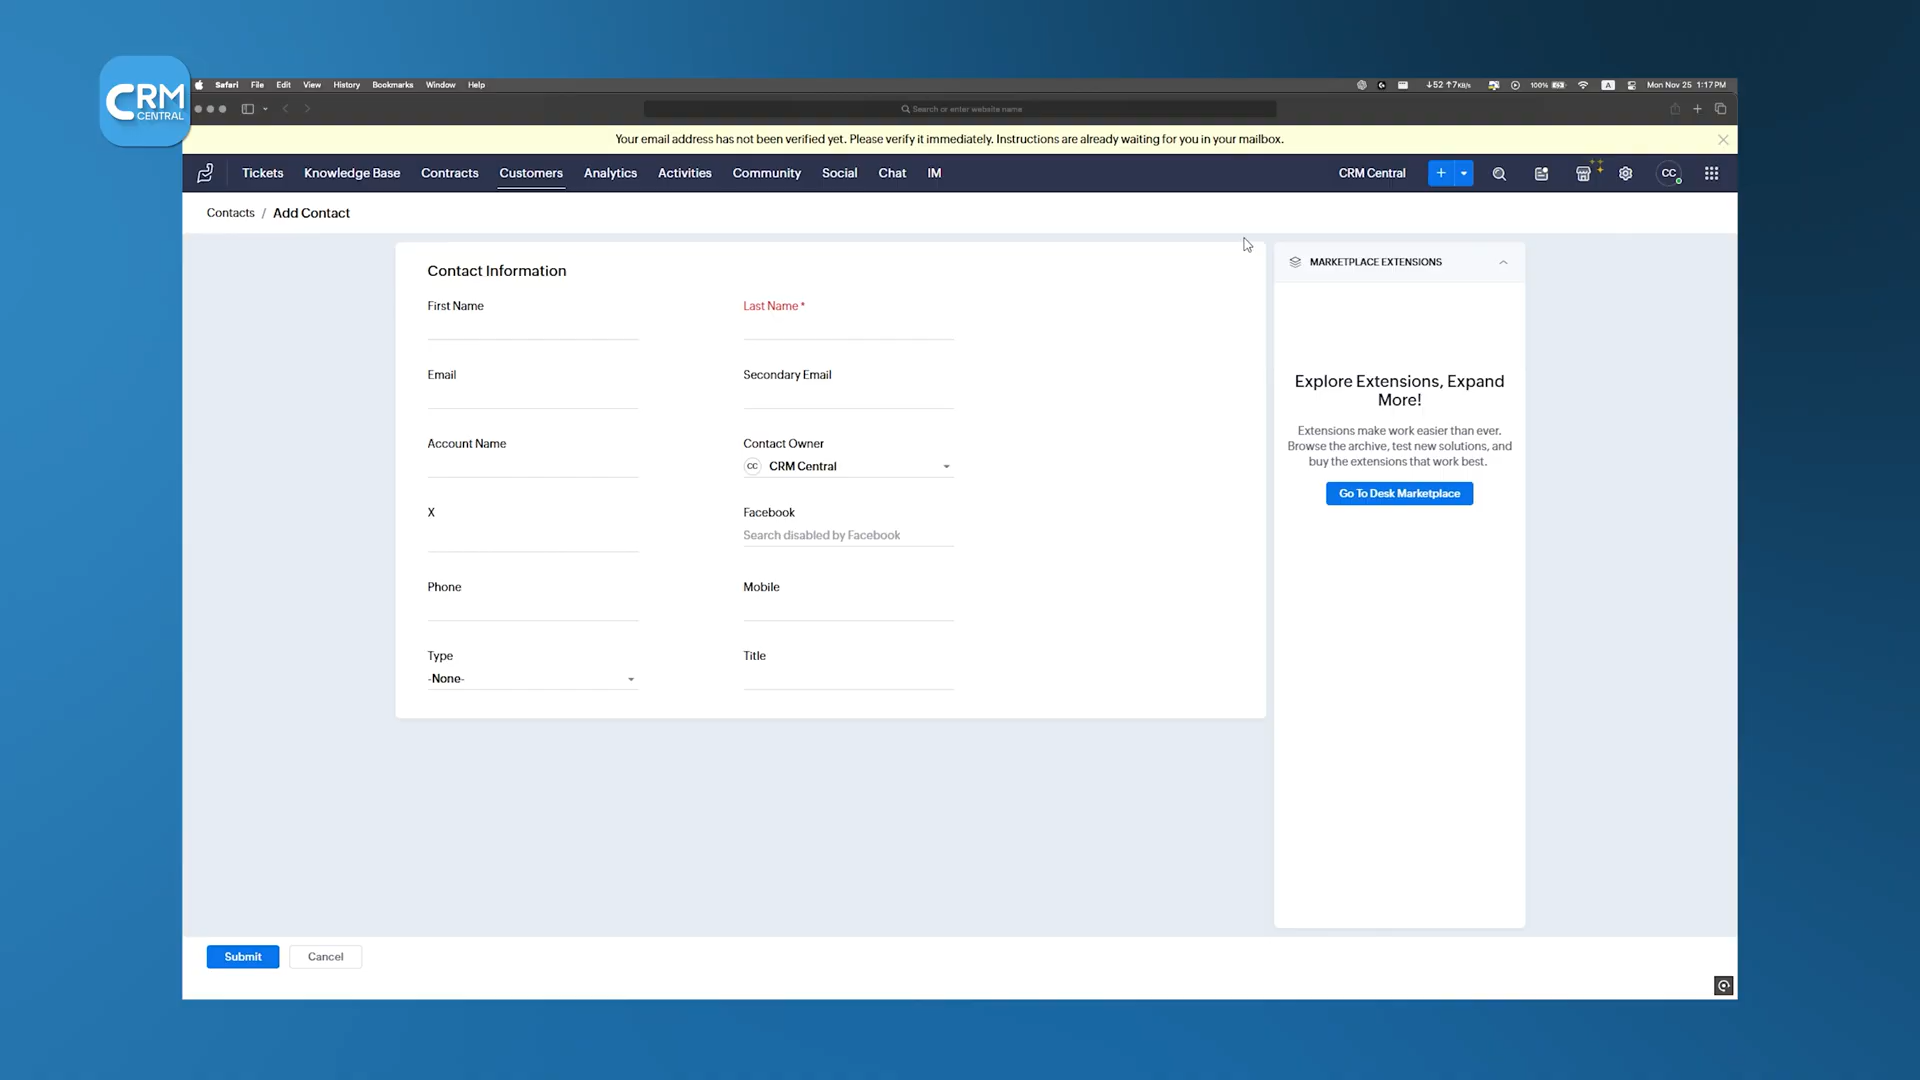 CRM
CENTRAL
Safari File Edit View History Bookmarks Window Help
↓52 ↑7KB/s 100% A Mon Nov 25 1:17 PM
Search or enter website name
Your email address has not been verified yet. Please verify it immediately. Instructions are already waiting for you in your mailbox.
Tickets Knowledge Base Contracts Customers Analytics Activities Community Social Chat IM CRM Central + CC
Contacts / Add Contact
Contact Information
First Name Last Name *
Email Secondary Email
Account Name Contact Owner
CC CRM Central
X Facebook
Search disabled by Facebook
Phone Mobile
Type Title
-None-
MARKETPLACE EXTENSIONS
Explore Extensions, Expand
More!
Extensions make work easier than ever.
Browse the archive, test new solutions, and
buy the extensions that work best.
Go To Desk Marketplace
Submit Cancel